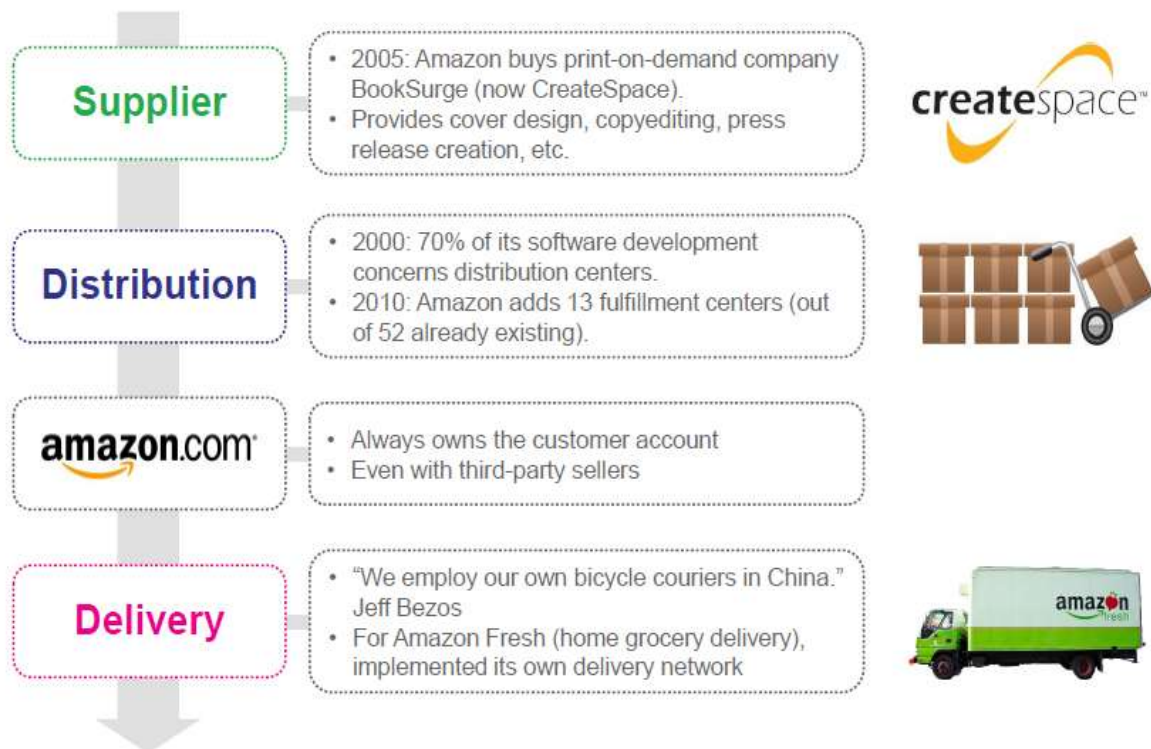 Supplier
• 2005: Amazon buys print-on-demand company
BookSurge (now CreateSpace).
• Provides cover design, copyediting, press
release creation, etc.
createspace™
Distribution
• 2000: 70% of its software development
concerns distribution centers.
• 2010: Amazon adds 13 fulfillment centers (out
of 52 already existing).
amazon.com®
• Always owns the customer account
• Even with third-party sellers
Delivery
• “We employ our own bicycle couriers in China.”
Jeff Bezos
• For Amazon Fresh (home grocery delivery),
implemented its own delivery network
amazon
fresh